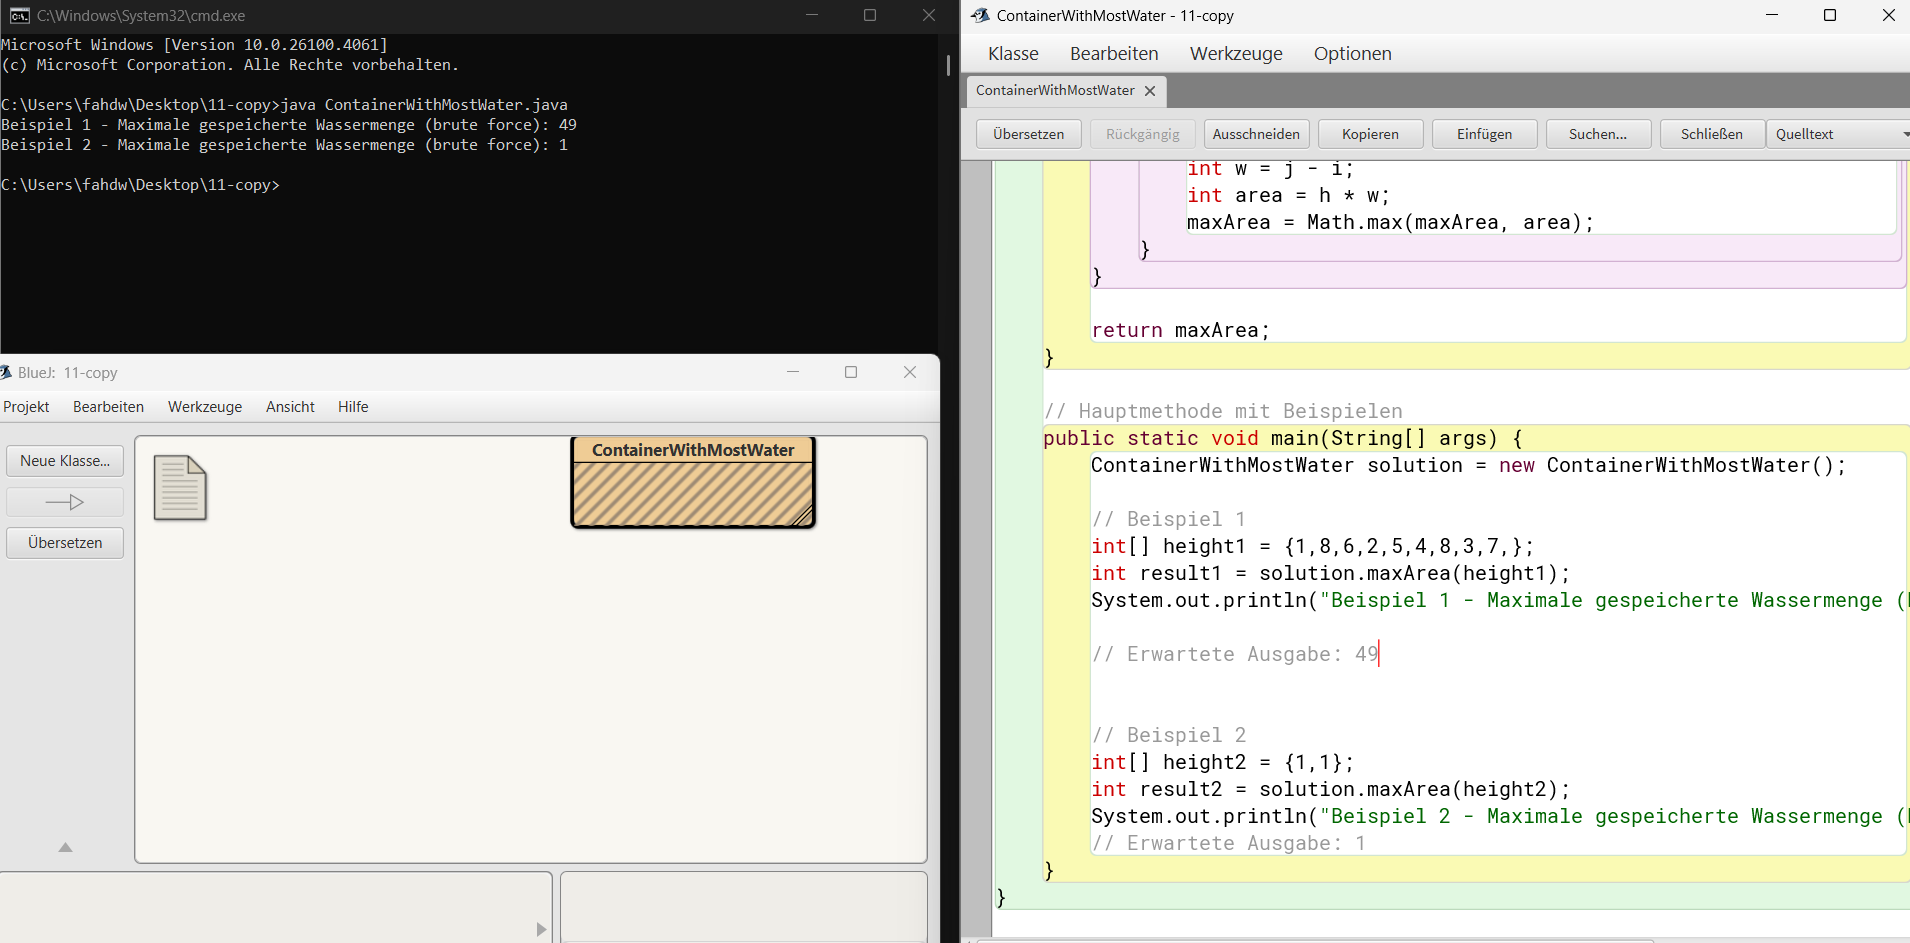 C:\Windows\System32\cmd.exe
Microsoft Windows [Version 10.0.26100.4061]
(c) Microsoft Corporation. Alle Rechte vorbehalten.
C:\Users\fahdw\Desktop\11-copy>java ContainerWithMostWater.java
Beispiel 1 - Maximale gespeicherte Wassermenge (brute force): 49
Beispiel 2 - Maximale gespeicherte Wassermenge (brute force): 1
C:\Users\fahdw\Desktop\11-copy>
BlueJ: 11-copy
Projekt Bearbeiten Werkzeuge Ansicht Hilfe
Neue Klasse...
Übersetzen
ContainerWithMostWater
ContainerWithMostWater - 11-copy
Klasse Bearbeiten Werkzeuge Optionen
ContainerWithMostWater
Übersetzen Rückgängig Ausschneiden Kopieren Einfügen Suchen... Schließen Quelltext
int w = j - i;
int area = h * w;
maxArea = Math.max(maxArea, area);
}
}
return maxArea;
}
// Hauptmethode mit Beispielen
public static void main(String[] args) {
ContainerWithMostWater solution = new ContainerWithMostWater();
// Beispiel 1
int[] height1 = {1,8,6,2,5,4,8,3,7,};
int result1 = solution.maxArea(height1);
System.out.println("Beispiel 1 - Maximale gespeicherte Wassermenge (
// Erwartete Ausgabe: 49
// Beispiel 2
int[] height2 = {1,1};
int result2 = solution.maxArea(height2);
System.out.println("Beispiel 2 - Maximale gespeicherte Wassermenge (
// Erwartete Ausgabe: 1
}
}